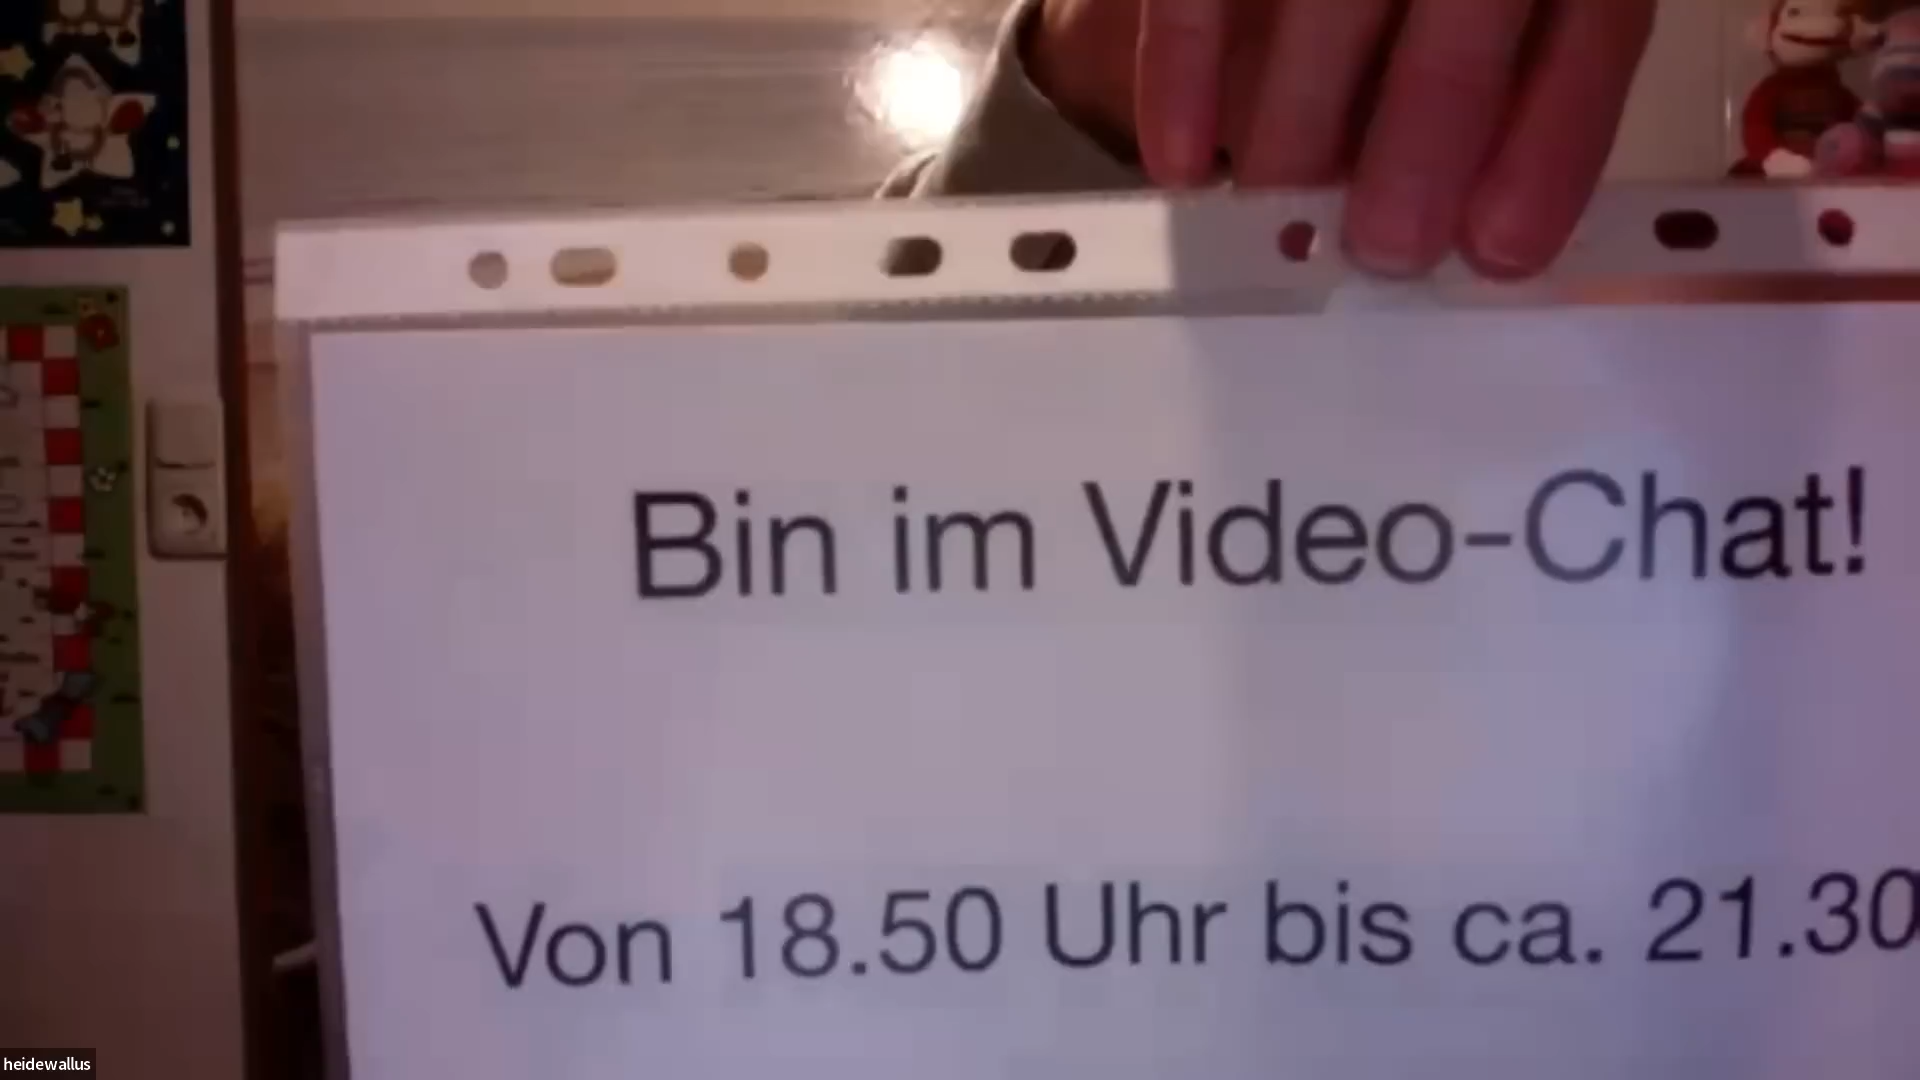 Bin im Video-Chat!
Von 18.50 Uhr bis ca. 21.30
heidewallus